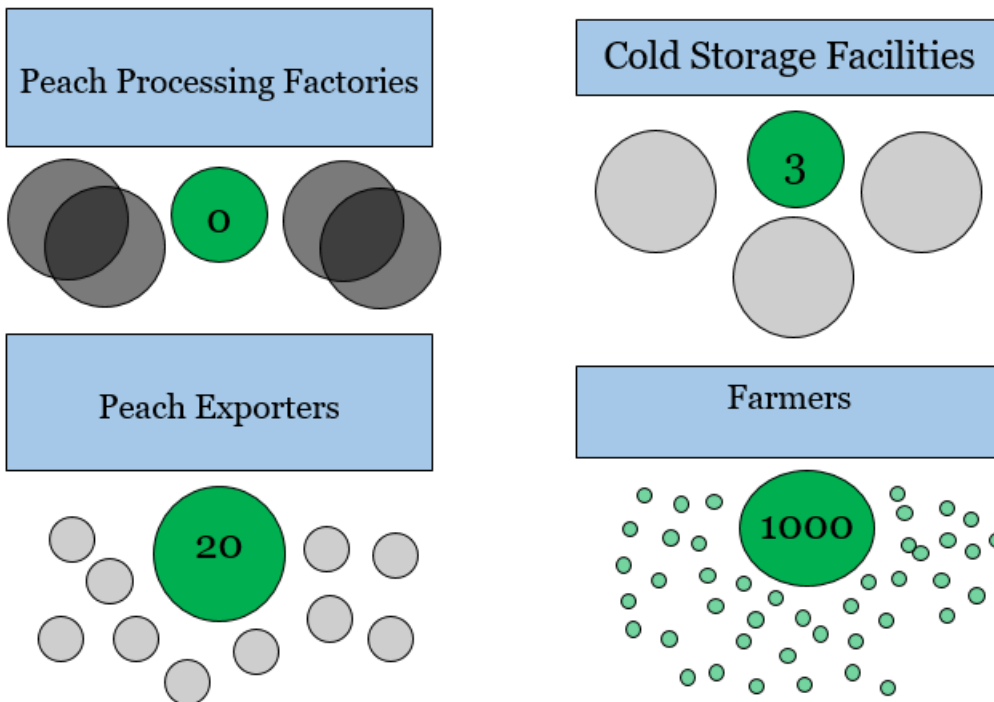 Peach Processing Factories
0
Cold Storage Facilities
3
Peach Exporters
20
Farmers
1000